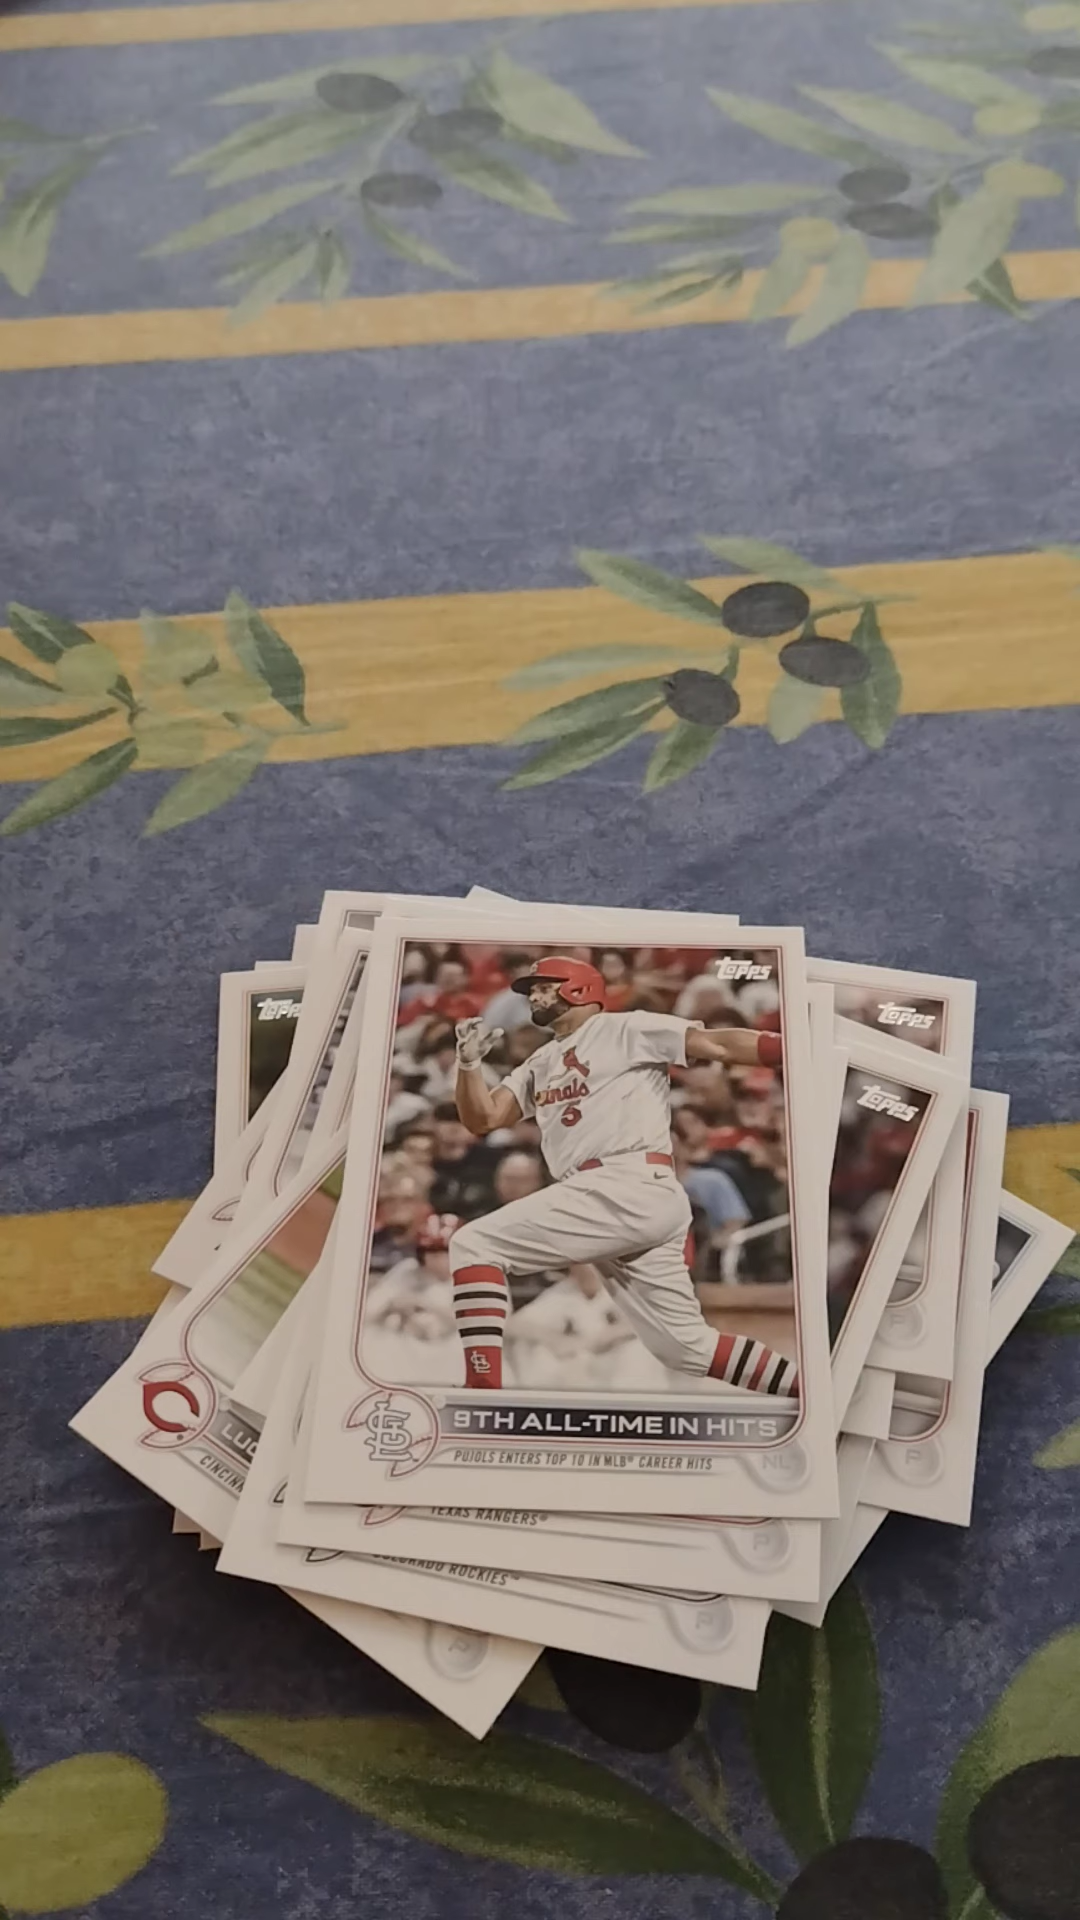 Topps
Topps
Topps
Topps
Cardinals
5
9TH ALL-TIME IN HITS
PUJOLS ENTERS TOP 10 IN MLB® CAREER HITS
NL
P
P
TEXAS RANGERS®
P
COLORADO ROCKIES™
P
P